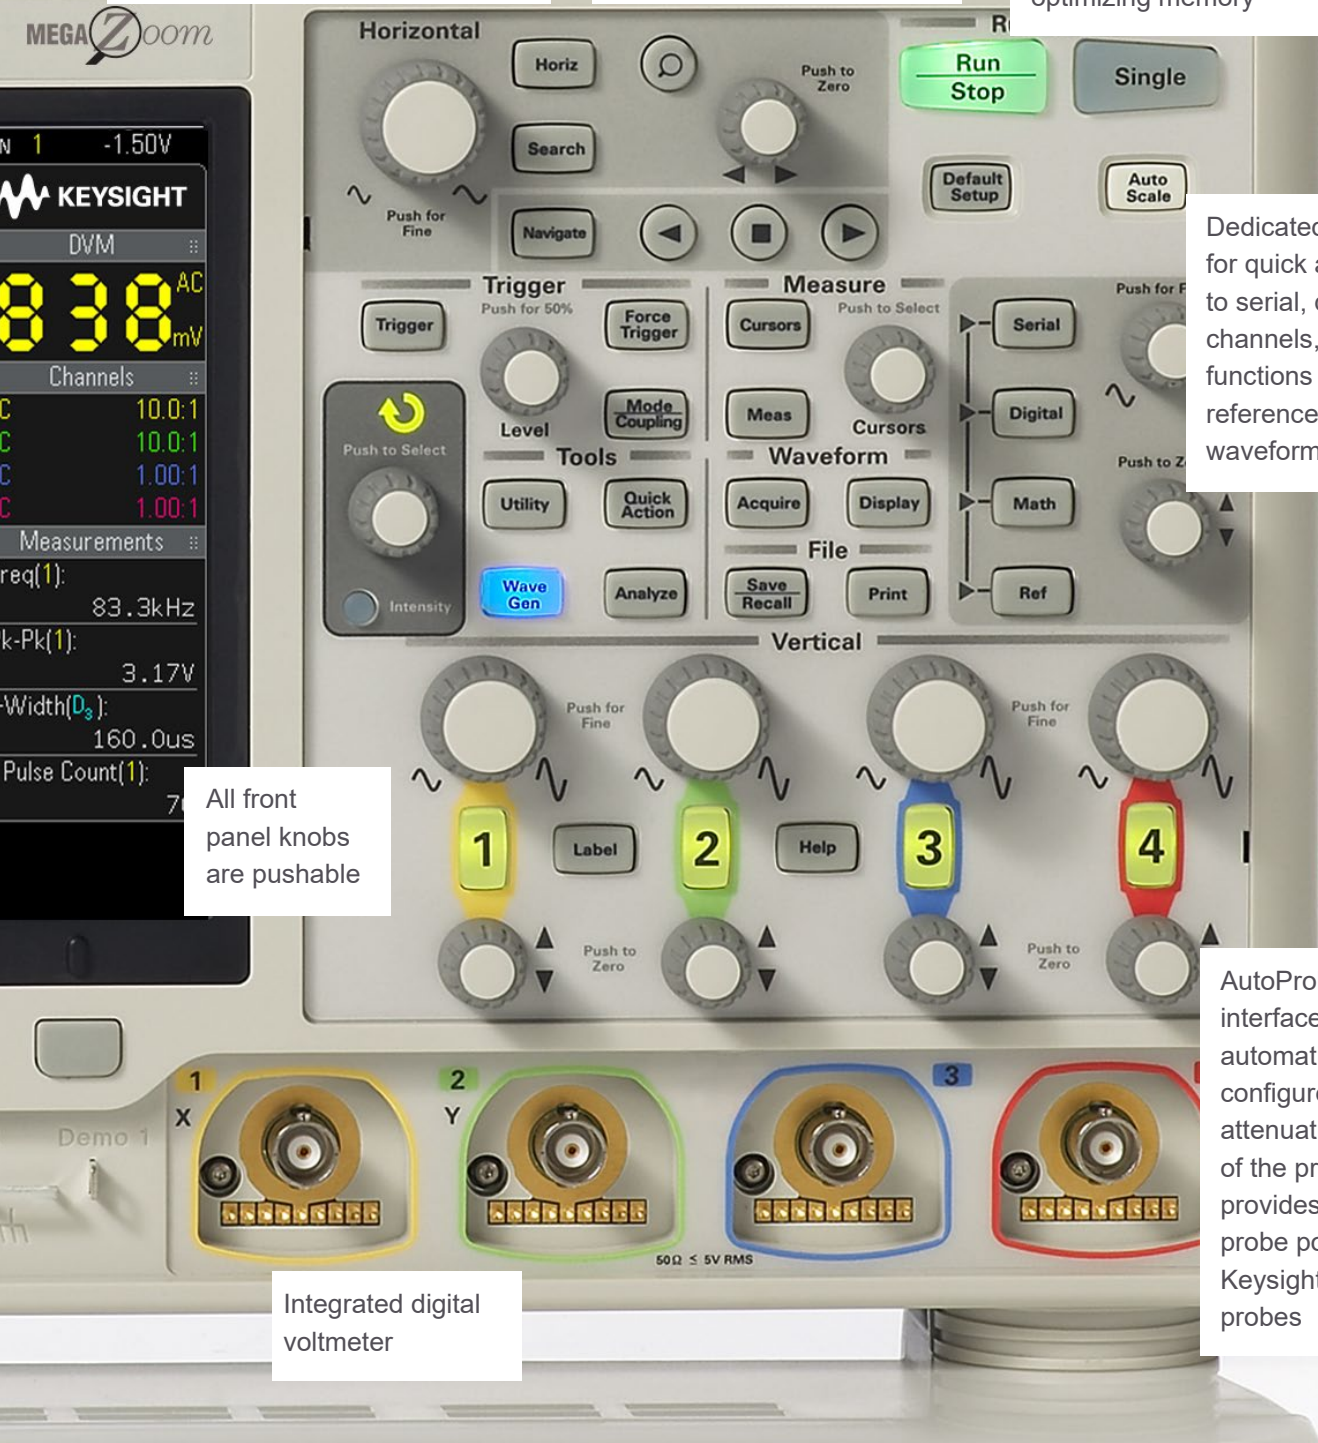 optimizing memory
MEGA Zoom
Horizontal
Horiz
Push to
Zero
Run
Stop
Single
Search
N 1 -1.50V
KEYSIGHT
Push for
Fine
Navigate
Default
Setup
Auto
Scale
DVM
838
AC
mV
Channels
C 10.0:1
C 10.0:1
C 1.00:1
C 1.00:1
Measurements
req(1):
83.3kHz
k-Pk(1):
3.17V
-Width(D3):
160.0us
Pulse Count(1):
7
Trigger
Push for 50%
Trigger
Force
Trigger
Mode
Coupling
Level
Push to Select
Intensity
Tools
Utility
Quick
Action
Wave
Gen
Analyze
Measure
Push to Select
Cursors
Meas
Cursors
Waveform
Acquire
Display
File
Save
Recall
Print
Serial
Digital
Math
Ref
Push for
Push to
Dedicated
for quick
to serial,
channels,
functions
reference
waveform
Vertical
Push for
Fine
Push for
Fine
1
Label
2
Help
3
4
Push to
Zero
Push to
Zero
All front
panel knobs
are pushable
AutoPro
interface
automat
configure
attenuat
of the pr
provides
probe po
Keysight
probes
1
X
2
Y
3
Demo 1
50Ω ≤ 5V RMS
Integrated digital
voltmeter